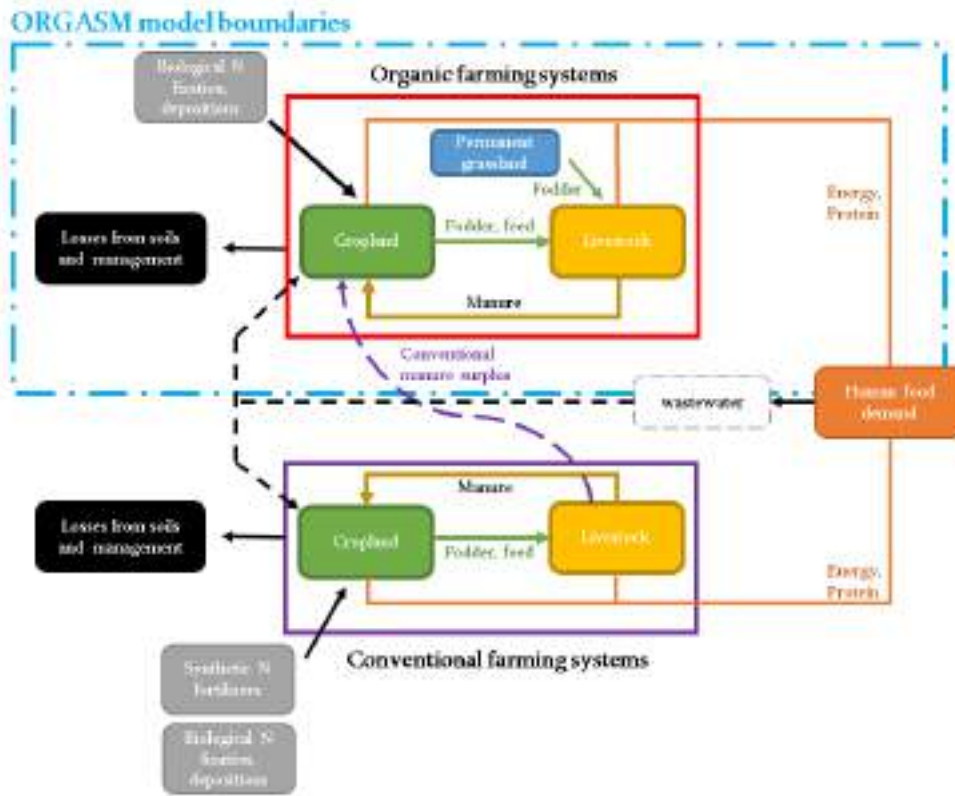 ORGASM model boundaries
Biological N
fixation,
depositions
Organic farming systems
Permanent
grassland
Fodder
Energy,
Protein
Losses from soils
and management
Cropland
Fodder, feed
Livestock
Manure
Conventional
manure surplus
wastewater
Human food
demand
Manure
Losses from soils
and management
Cropland
Fodder, feed
Livestock
Energy,
Protein
Conventional farming systems
Synthetic N
fertilizers
Biological N
fixation,
depositions